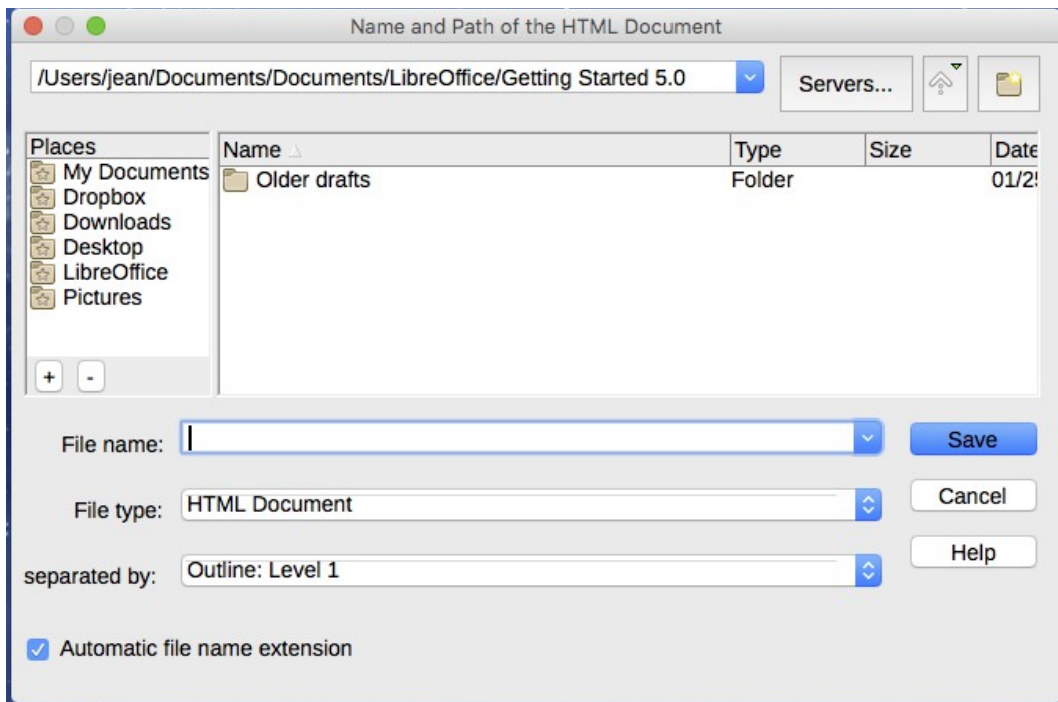 Name and Path of the HTML Document
/Users/jean/Documents/Documents/LibreOffice/Getting Started 5.0
Servers...
Places
Name Type Size Date
My Documents
Older drafts Folder 01/2
Dropbox
Downloads
Desktop
LibreOffice
Pictures
+ -
File name:
Save
File type: HTML Document
Cancel
separated by: Outline: Level 1
Help
Automatic file name extension